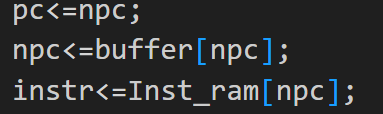 pc<=npc;
npc<=buffer[npc];
instr<=Inst_ram[npc];